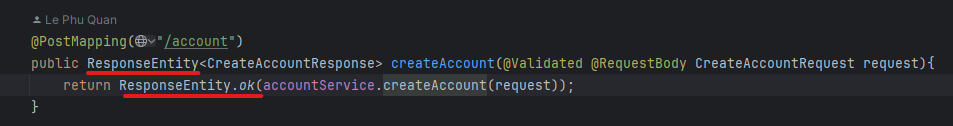 Le Phu Quan
@PostMapping("/account")
public ResponseEntity<CreateAccountResponse> createAccount(@Validated @RequestBody CreateAccountRequest request){
return ResponseEntity.ok(accountService.createAccount(request));
}